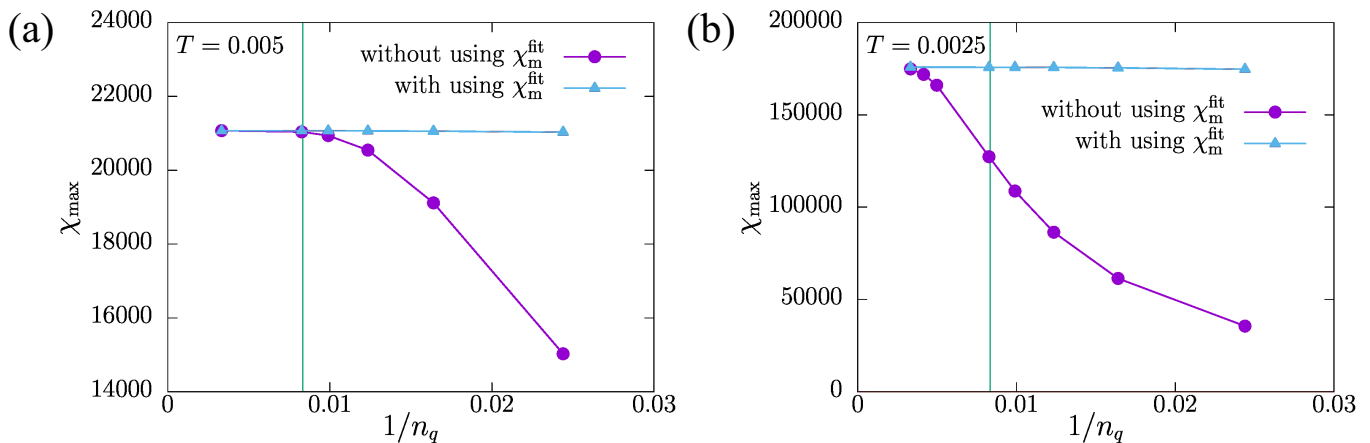 (a)
T = 0.005
without using χ_m^fit
with using χ_m^fit
χ_max
24000
22000
20000
18000
16000
14000
0 0.01 0.02 0.03
1/n_q
(b)
T = 0.0025
without using χ_m^fit
with using χ_m^fit
χ_max
200000
150000
100000
50000
0
0 0.01 0.02 0.03
1/n_q